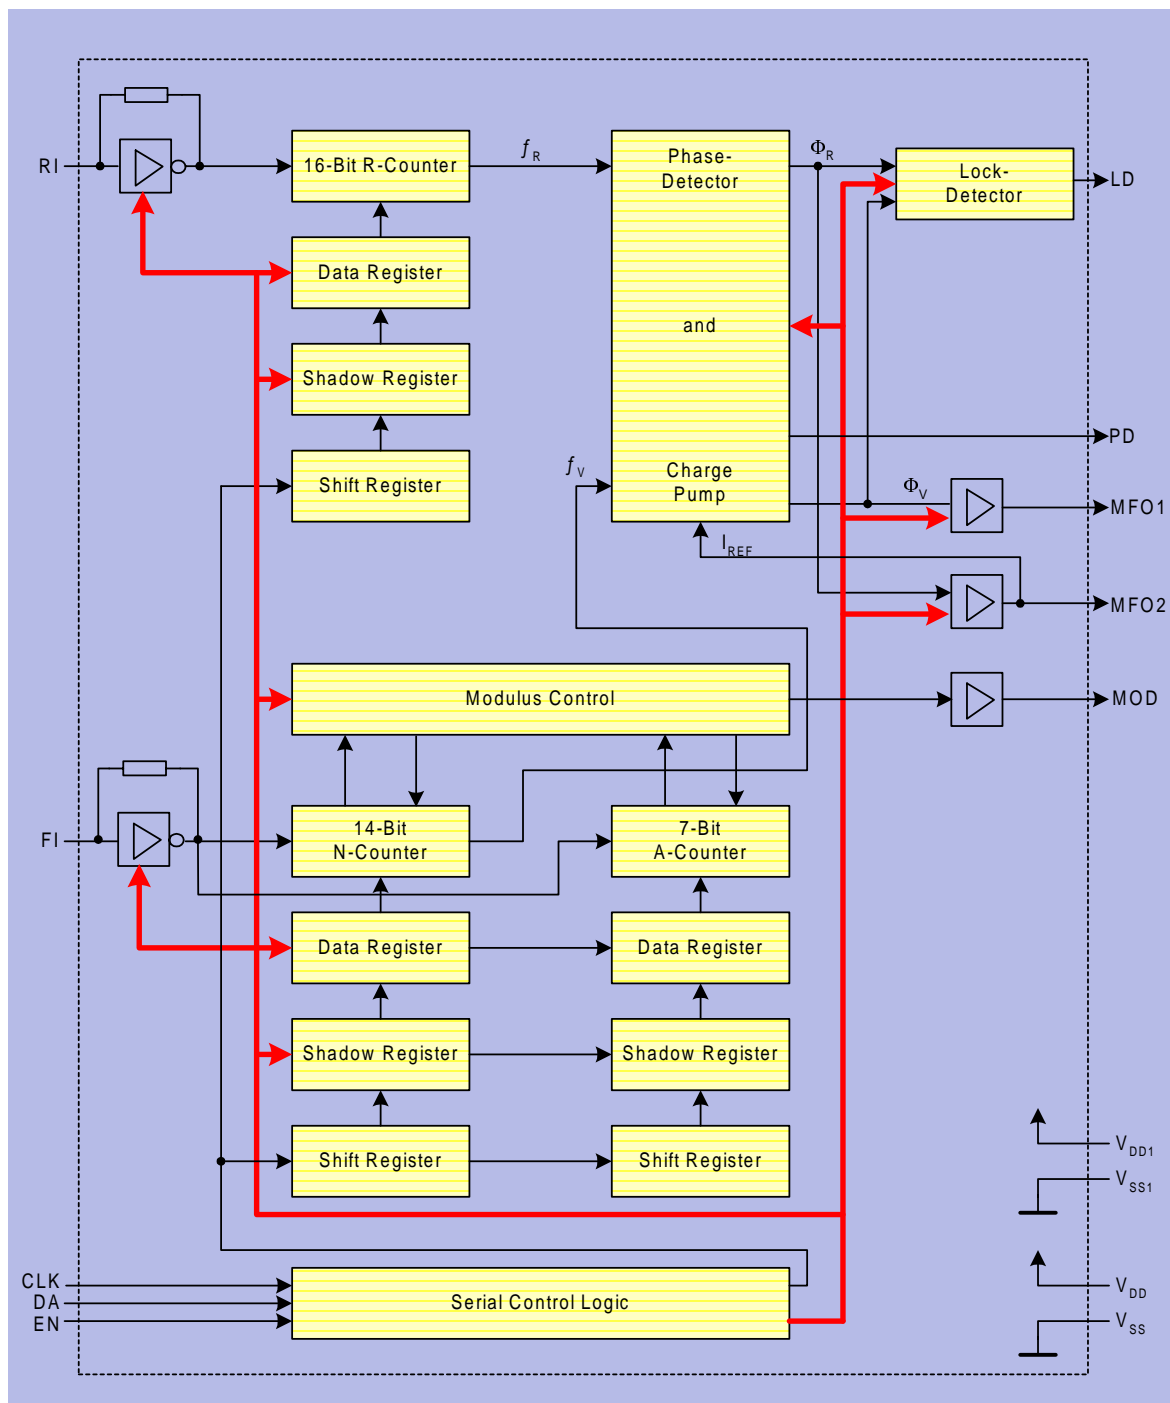 RI
16-Bit R-Counter
fR
Phase-
Detector
and
Charge
Pump
ΦR
Lock-
Detector
LD
Data Register
Shadow Register
Shift Register
fV
PD
ΦV
MFO1
IREF
MFO2
Modulus Control
MOD
FI
14-Bit
N-Counter
7-Bit
A-Counter
Data Register
Data Register
Shadow Register
Shadow Register
Shift Register
Shift Register
VDD1
VSS1
CLK
DA
EN
Serial Control Logic
VDD
VSS